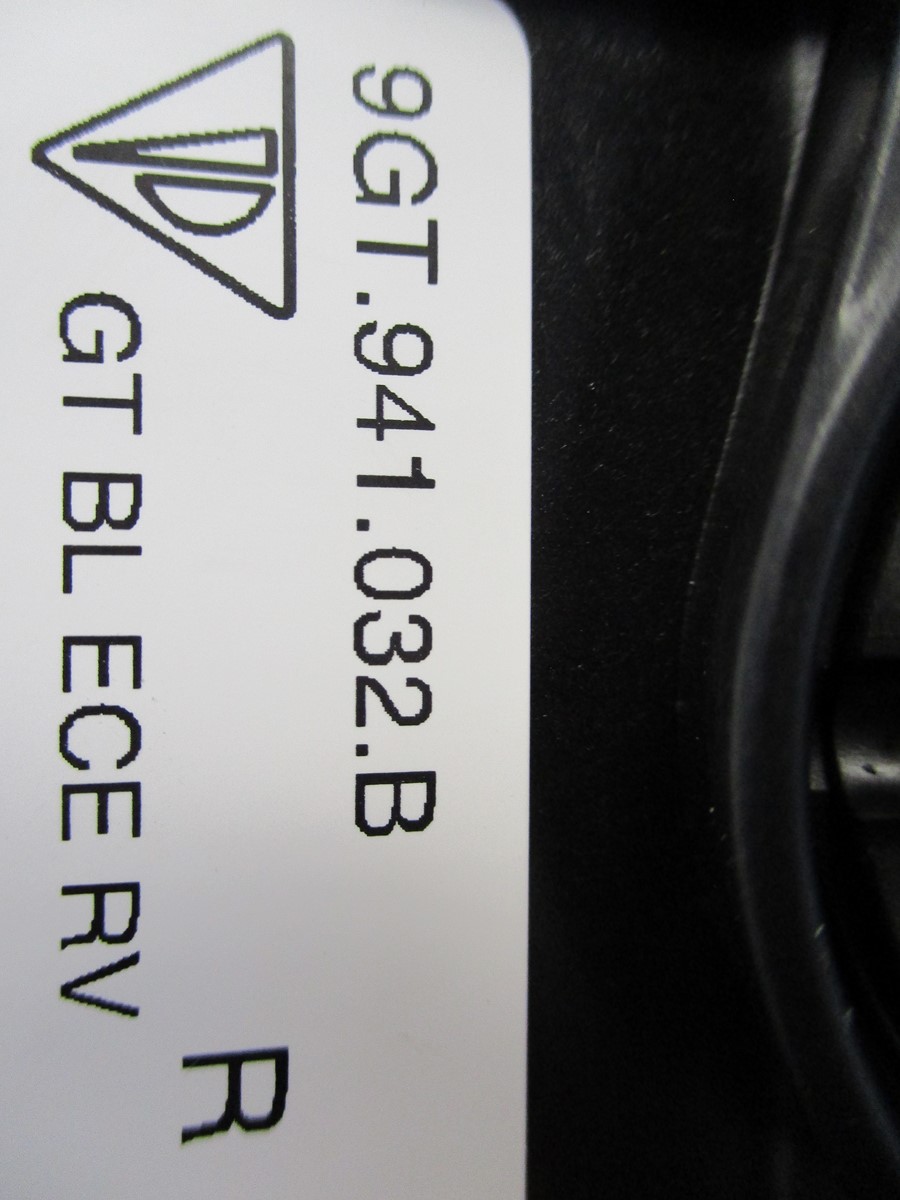 9GT.941.032.B
R
GT BL ECE RV